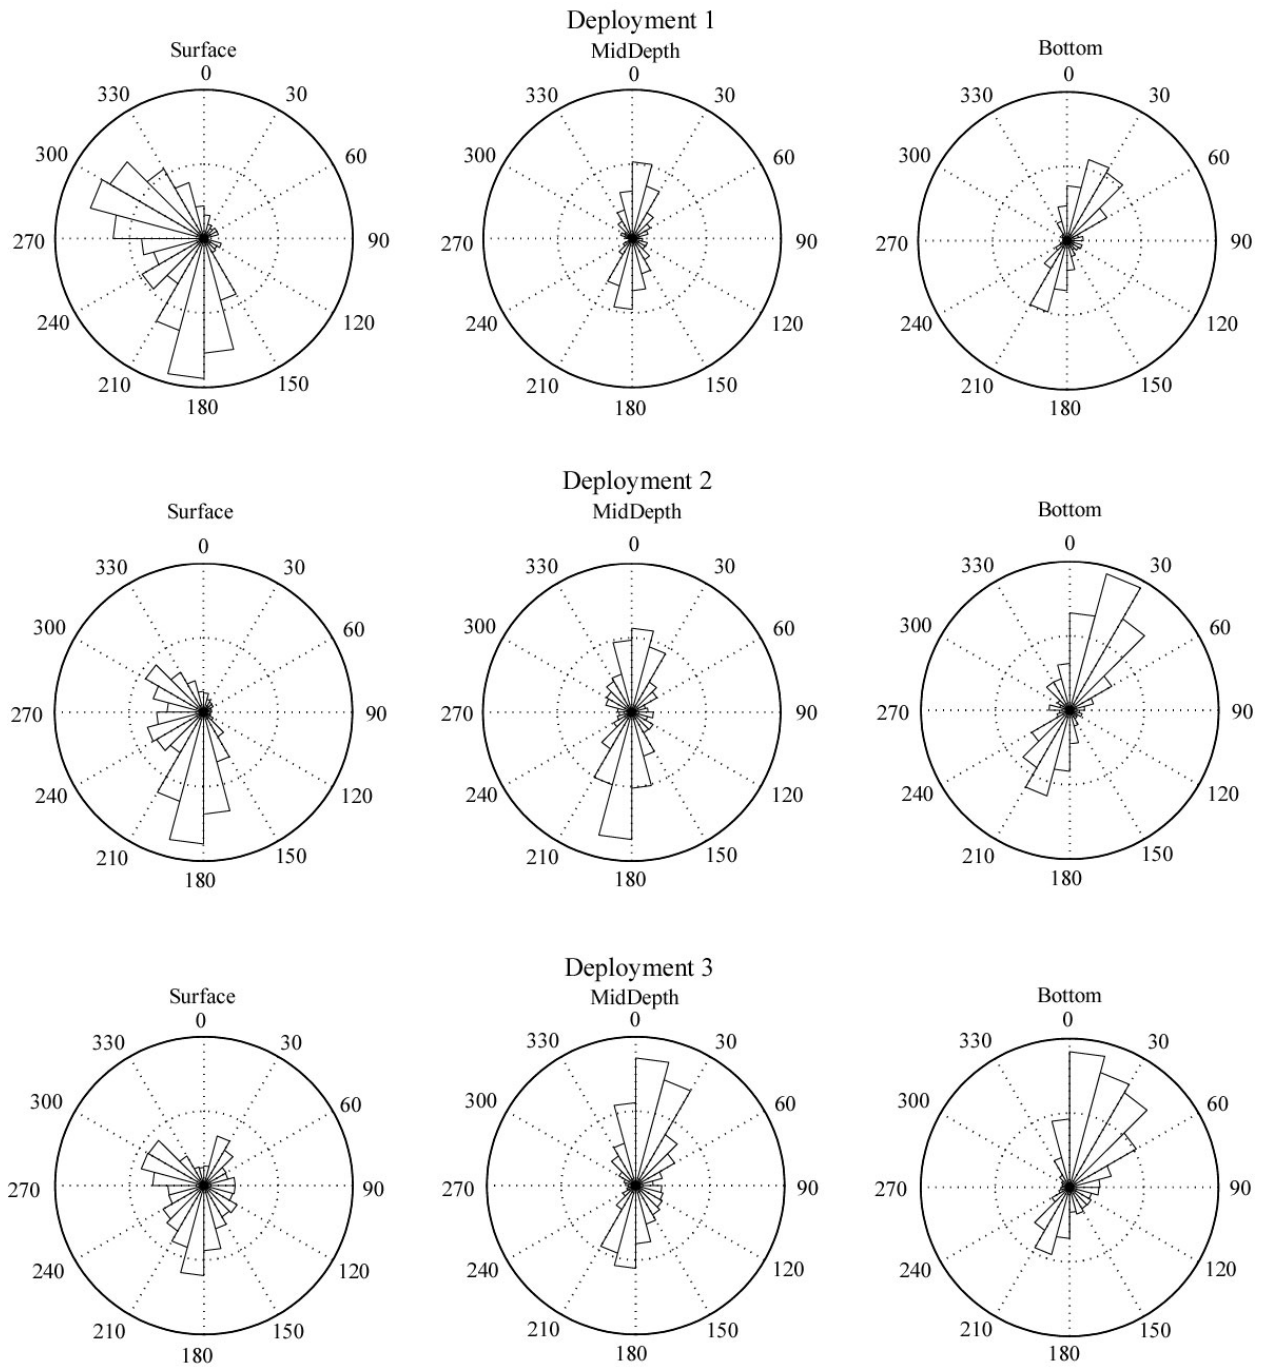 Deployment 1
Surface MidDepth Bottom
0 0 0
330 30 330 30 330 30
300 60 300 60 300 60
270 90 270 90 270 90
240 120 240 120 240 120
210 150 210 150 210 150
180 180 180
Deployment 2
Surface MidDepth Bottom
0 0 0
330 30 330 30 330 30
300 60 300 60 300 60
270 90 270 90 270 90
240 120 240 120 240 120
210 150 210 150 210 150
180 180 180
Deployment 3
Surface MidDepth Bottom
0 0 0
330 30 330 30 330 30
300 60 300 60 300 60
270 90 270 90 270 90
240 120 240 120 240 120
210 150 210 150 210 150
180 180 180